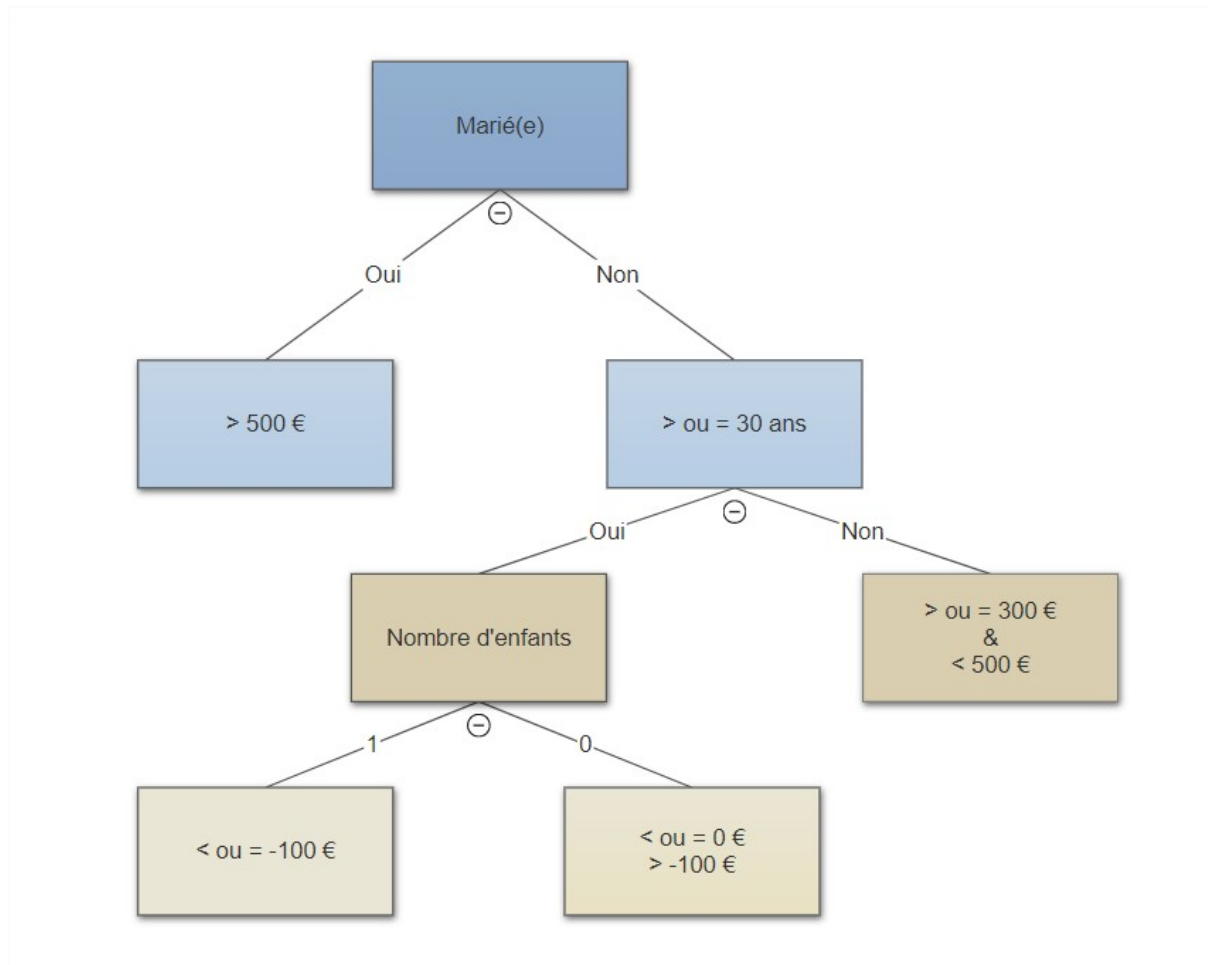 Marié(e)
Oui
Non
> 500 €
> ou = 30 ans
Oui
Non
Nombre d'enfants
> ou = 300 €
&
< 500 €
1
0
< ou = -100 €
< ou = 0 €
> -100 €